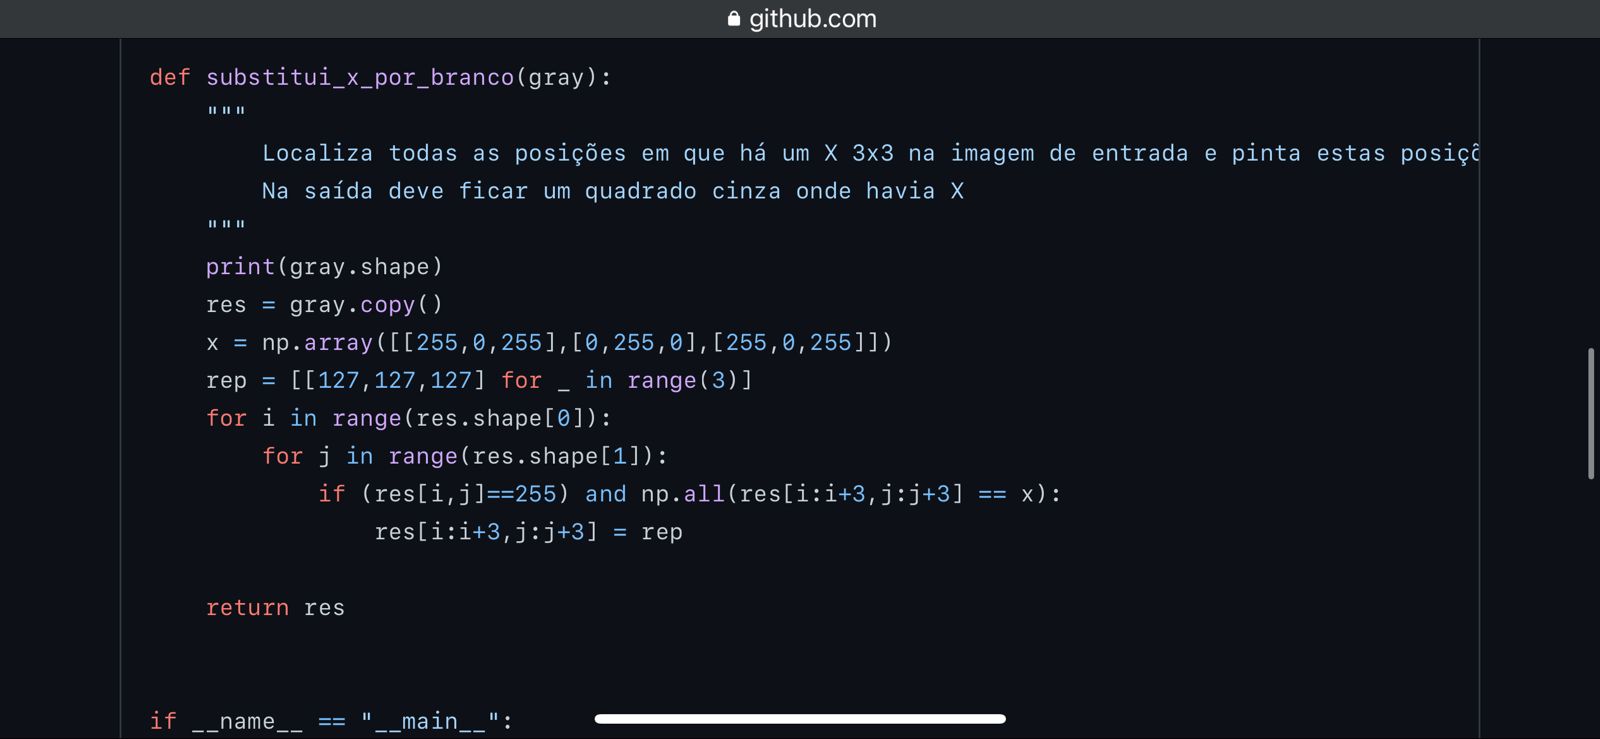 github.com
def substitui_x_por_branco(gray):
"""
Localiza todas as posições em que há um X 3x3 na imagem de entrada e pinta estas
Na saída deve ficar um quadrado cinza onde havia X
"""
print(gray.shape)
res = gray.copy()
x = np.array([[255,0,255],[0,255,0],[255,0,255]])
rep = [[127,127,127] for _ in range(3)]
for i in range(res.shape[0]):
for j in range(res.shape[1]):
if (res[i,j]==255) and np.all(res[i:i+3,j:j+3] == x):
res[i:i+3,j:j+3] = rep
return res
if __name__ == "__main__":